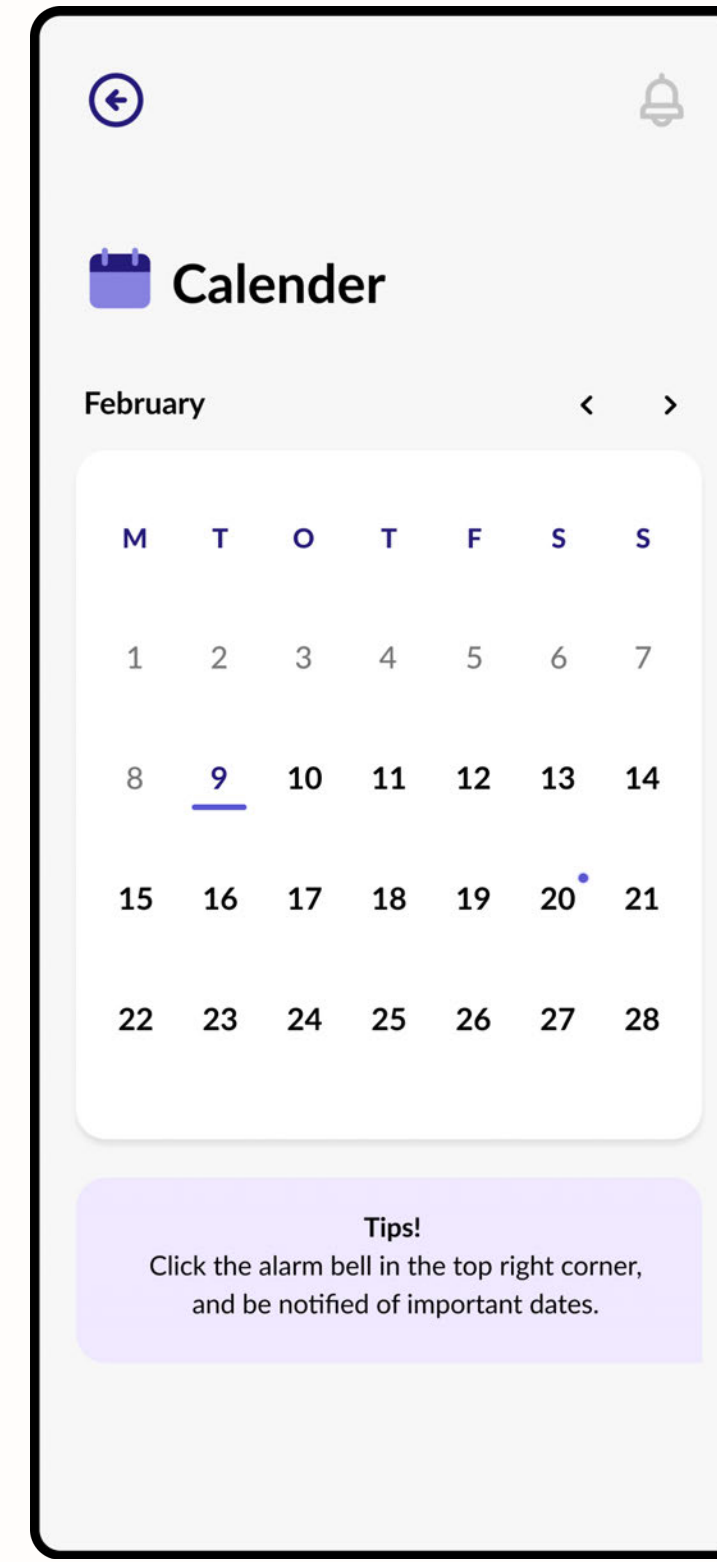 Calender
February
M T O T F S S
1 2 3 4 5 6 7
8 9 10 11 12 13 14
15 16 17 18 19 20 21
22 23 24 25 26 27 28
Tips!
Click the alarm bell in the top right corner,
and be notified of important dates.